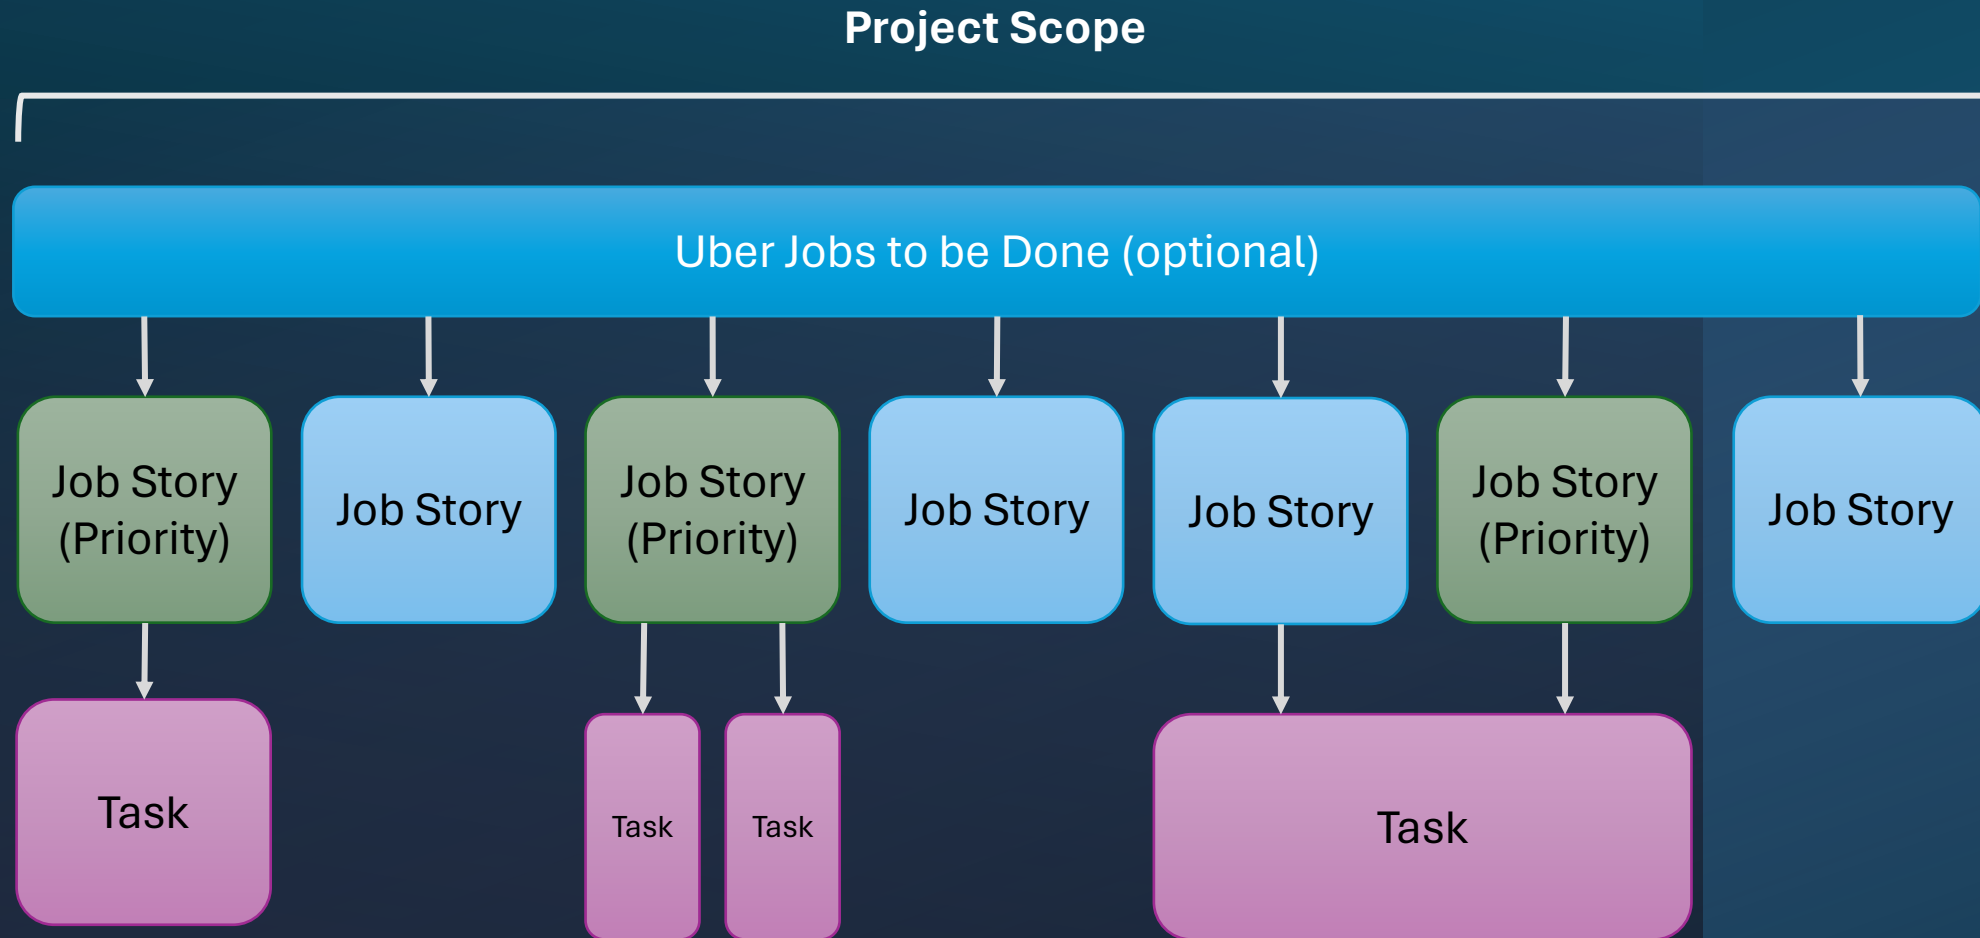 Project Scope
Uber Jobs to be Done (optional)
Job Story
(Priority)
Job Story
Job Story
(Priority)
Job Story
Job Story
Job Story
(Priority)
Job Story
Task
Task
Task
Task